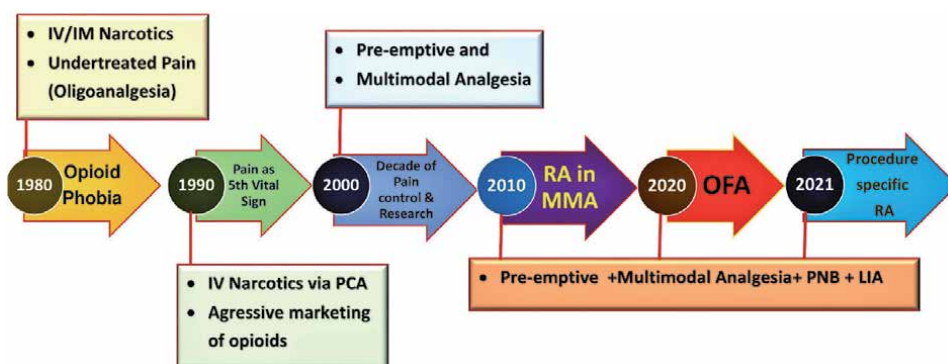 • IV/IM Narcotics
• Undertreated Pain
(Oligoanalgesia)
• Pre-emptive and
• Multimodal Analgesia
1980
Opioid
Phobia
1990
Pain as
5th Vital
Sign
2000
Decade of
Pain
control &
Research
2010
RA in
MMA
2020
OFA
2021
Procedure
specific
RA
• IV Narcotics via PCA
• Agressive marketing
of opioids
• Pre-emptive +Multimodal Analgesia+ PNB + LIA